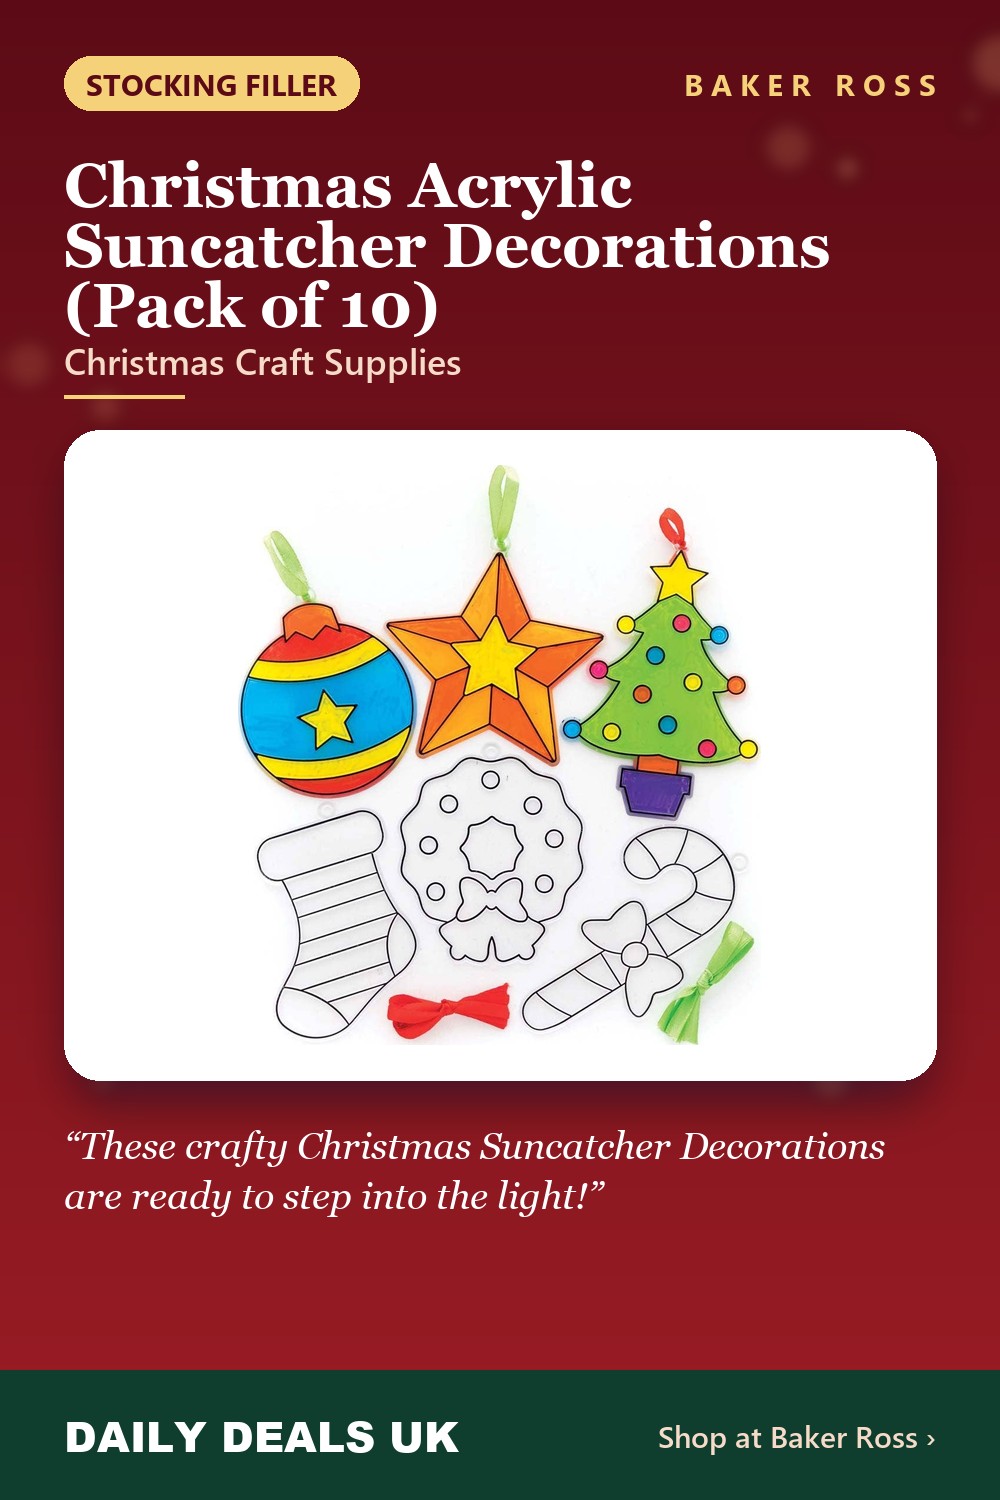 STOCKING FILLER
BAKER ROSS
Christmas Acrylic
Suncatcher Decorations
(Pack of 10)
Christmas Craft Supplies
“These crafty Christmas Suncatcher Decorations
are ready to step into the light!”
DAILY DEALS UK
Shop at Baker Ross ›